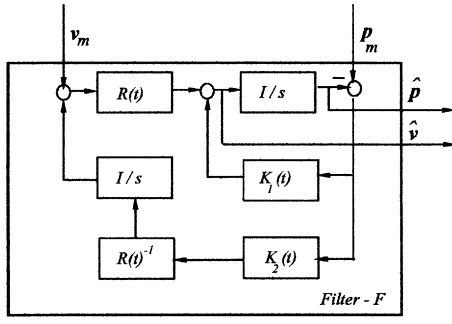 v_m
p_m
−
R(t)
I / s
p̂
v̂
I / s
K_1(t)
R(t)^{-1}
K_2(t)
Filter - F